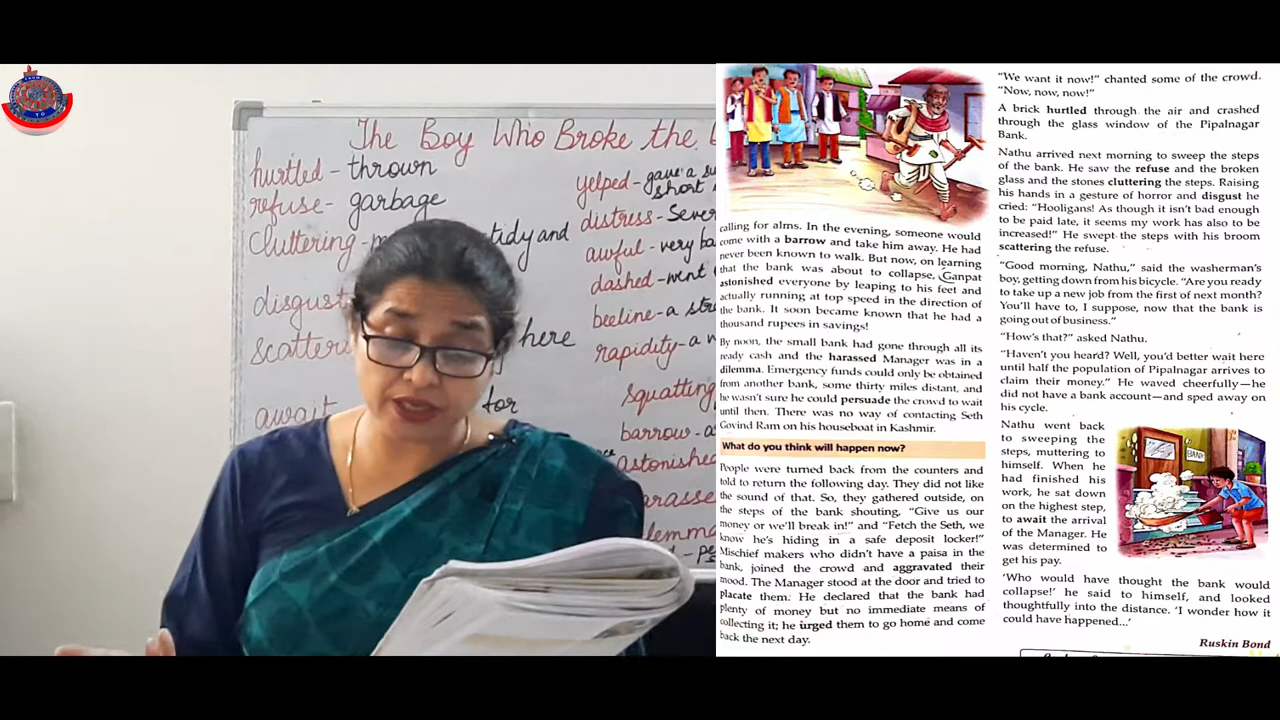 The Boy Who Broke the
hurtled - thrown
refuse - garbage
cluttering -
tidy and
disgust
here
await
tor
yelped - gave a
short
distress -
awful - very
dashed - went
beeline - a
rapidity - a
squatting
barrow - a
astonished
calling for alms. In the evening, someone would
come with a barrow and take him away. He had
never been known to walk. But now, on learning
that the bank was about to collapse, Ganpat
astonished everyone by leaping to his feet and
actually running at top speed in the direction of
the bank. It soon became known that he had a
thousand rupees in savings!
By noon, the small bank had gone through all its
ready cash and the harassed Manager was in a
dilemma. Emergency funds could only be obtained
from another bank, some thirty miles distant, and
he wasn't sure he could persuade the crowd to wait
until then. There was no way of contacting Seth
Govind Ram on his houseboat in Kashmir.
What do you think will happen now?
People were turned back from the counters and
told to return the following day. They did not like
the sound of that. So, they gathered outside, on
the steps of the bank shouting, "Give us our
money or we'll break in!" and "Fetch the Seth, we
know he's hiding in a safe deposit locker!"
Mischief makers who didn't have a paisa in the
bank, joined the crowd and aggravated their
mood. The Manager stood at the door and tried to
placate them. He declared that the bank had
plenty of money but no immediate means of
collecting it; he urged them to go home and come
back the next day.
"We want it now!" chanted some of the crowd.
"Now, now, now!"
A brick hurtled through the air and crashed
through the glass window of the Pipalnagar
Bank.
Nathu arrived next morning to sweep the steps
of the bank. He saw the refuse and the broken
glass and the stones cluttering the steps. Raising
his hands in a gesture of horror and disgust he
cried: "Hooligans! As though it isn't bad enough
to be paid late, it seems my work has also to be
increased!" He swept the steps with his broom
scattering the refuse.
"Good morning, Nathu," said the washerman's
boy, getting down from his bicycle. "Are you ready
to take up a new job from the first of next month?
You'll have to, I suppose, now that the bank is
going out of business."
"How's that?" asked Nathu.
"Haven't you heard? Well, you'd better wait here
until half the population of Pipalnagar arrives to
claim their money." He waved cheerfully—he
did not have a bank account—and sped away on
his cycle.
Nathu went back
to sweeping the
steps, muttering to
himself. When he
had finished his
work, he sat down
on the highest step,
to await the arrival
of the Manager. He
was determined to
get his pay.
BANK
'Who would have thought the bank would
collapse!' he said to himself, and looked
thoughtfully into the distance. 'I wonder how it
could have happened...'
Ruskin Bond